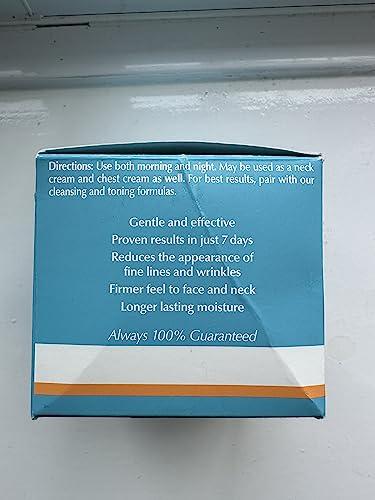 Directions: Use both morning and night. May be used as a neck
cream and chest cream as well. For best results, pair with our
cleansing and toning formulas.
Gentle and effective
Proven results in just 7 days
Reduces the appearance of
fine lines and wrinkles
Firmer feel to face and neck
Longer lasting moisture
Always 100% Guaranteed